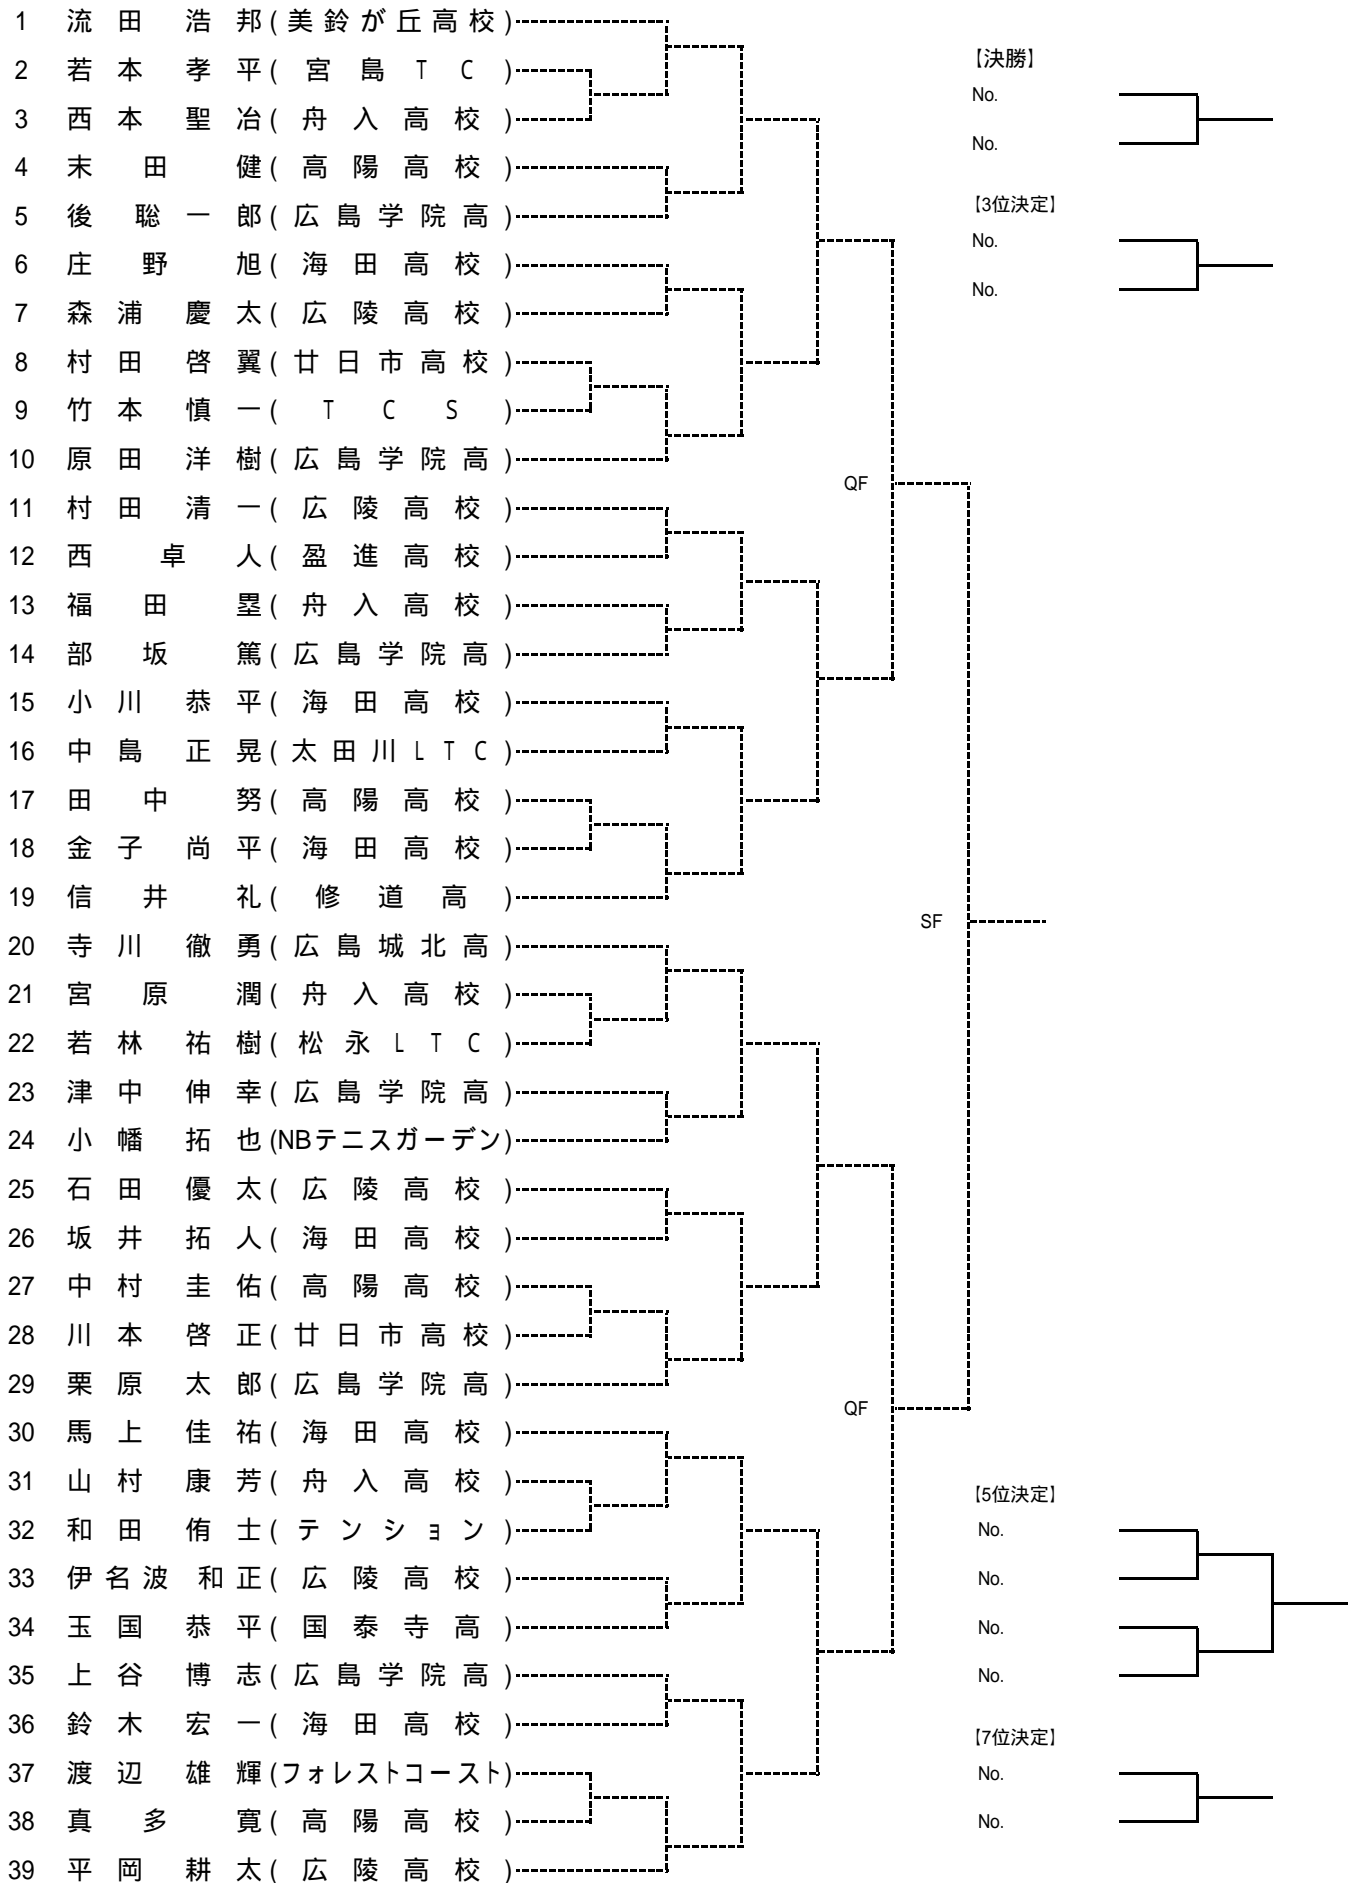 1 流田 浩邦(美鈴が丘高校)
2 若本 孝平(宮島TC)
3 西本 聖冶(舟入高校)
4 末田 健(高陽高校)
5 後 聡一郎(広島学院高)
6 庄野 旭(海田高校)
7 森浦 慶太(広陵高校)
8 村田 啓翼(廿日市高校)
9 竹本 慎一(TCS)
10 原田 洋樹(広島学院高)
11 村田 清一(広陵高校)
12 西 卓人(盈進高校)
13 福田 塁(舟入高校)
14 部坂 篤(広島学院高)
15 小川 恭平(海田高校)
16 中島 正晃(太田川LTC)
17 田中 努(高陽高校)
18 金子 尚平(海田高校)
19 信井 礼(修道高)
20 寺川 徹勇(広島城北高)
21 宮原 潤(舟入高校)
22 若林 祐樹(松永LTC)
23 津中 伸幸(広島学院高)
24 小幡 拓也(NBテニスガーデン)
25 石田 優太(広陵高校)
26 坂井 拓人(海田高校)
27 中村 圭佑(高陽高校)
28 川本 啓正(廿日市高校)
29 栗原 太郎(広島学院高)
30 馬上 佳祐(海田高校)
31 山村 康芳(舟入高校)
32 和田 侑士(テンション)
33 伊名波 和正(広陵高校)
34 玉国 恭平(国泰寺高)
35 上谷 博志(広島学院高)
36 鈴木 宏一(海田高校)
37 渡辺 雄輝(フォレストコースト)
38 真多 寛(高陽高校)
39 平岡 耕太(広陵高校)
QF
QF
SF
【決勝】
No.
No.
【3位決定】
No.
No.
【5位決定】
No.
No.
No.
No.
【7位決定】
No.
No.